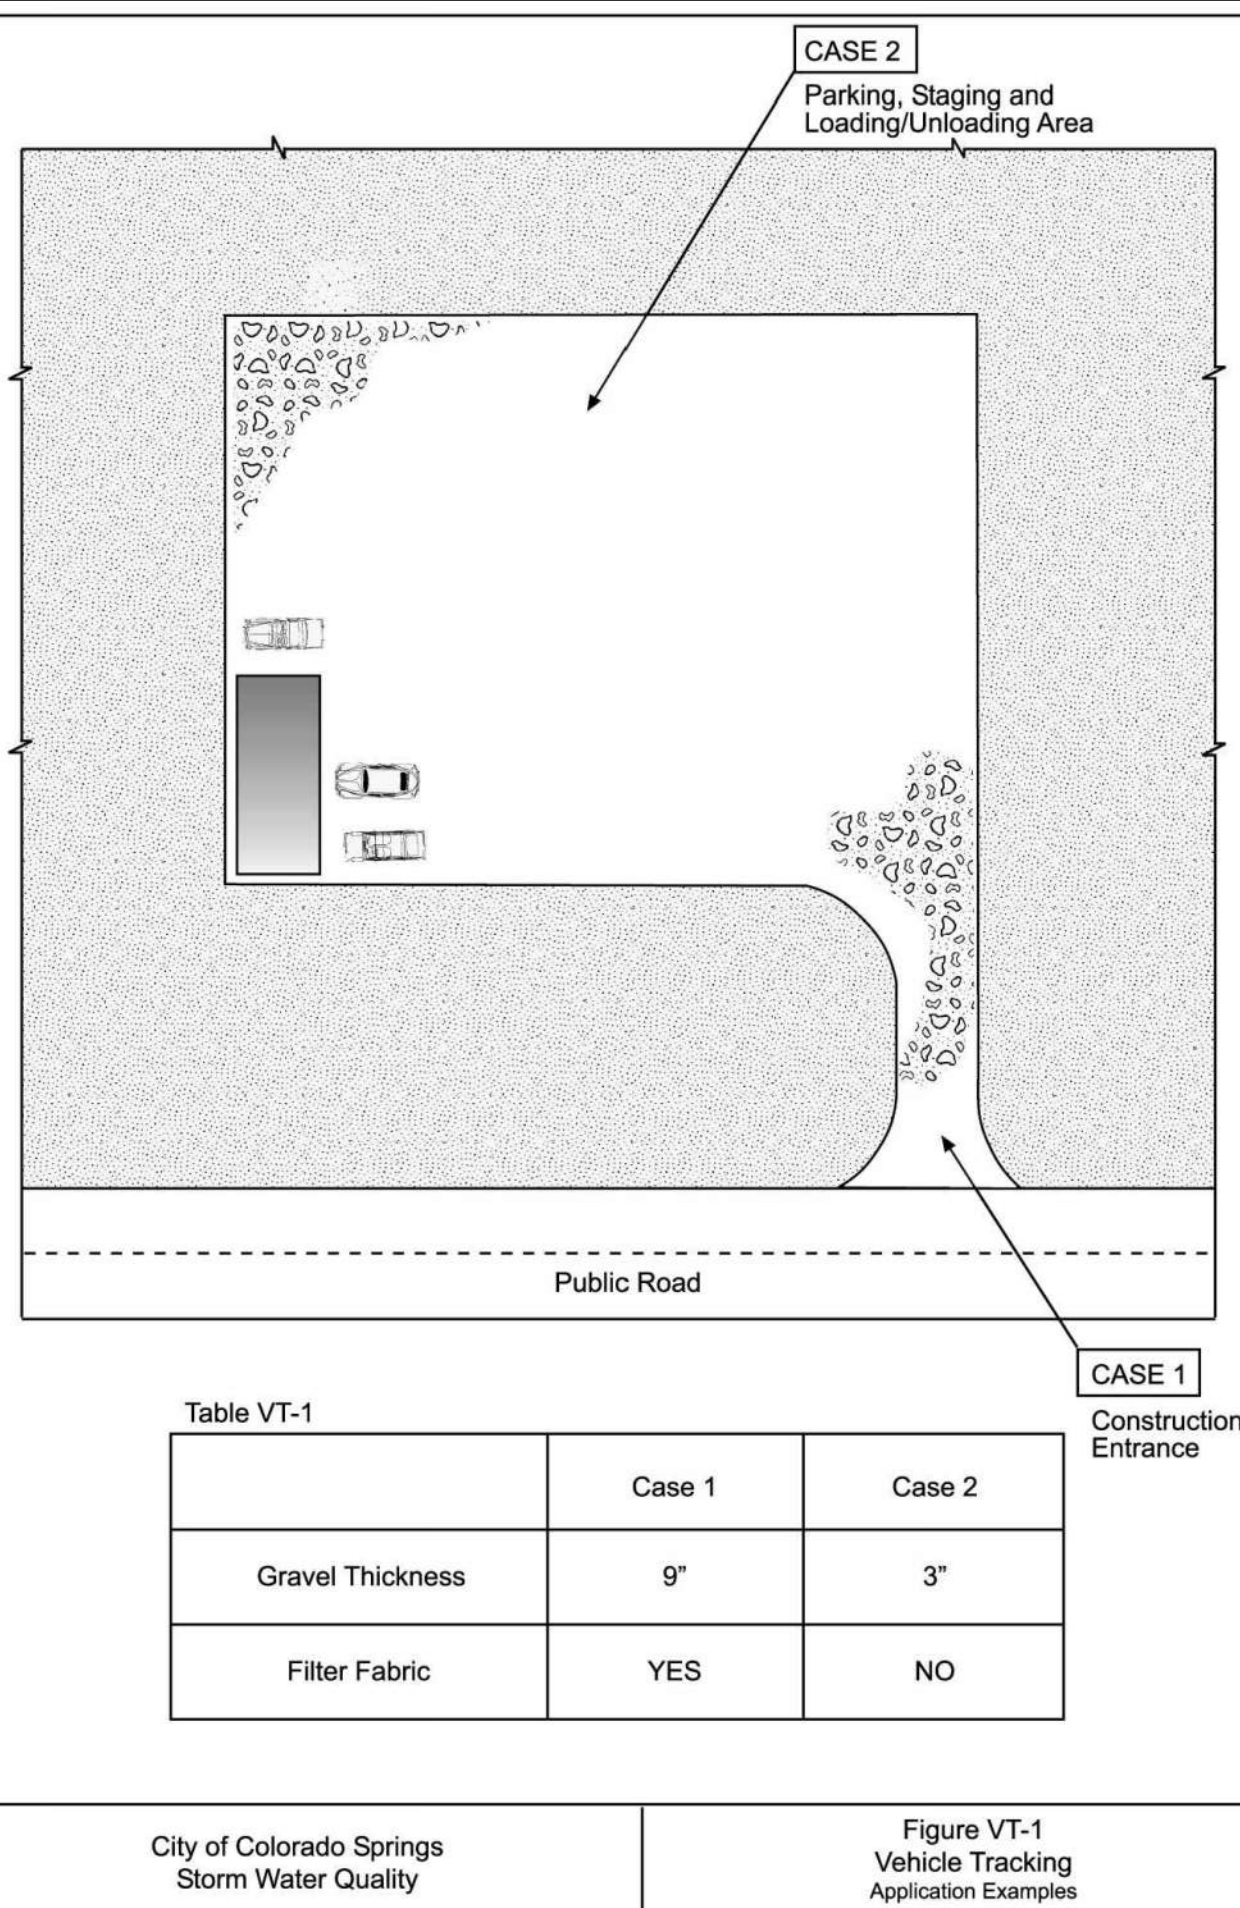 CASE 2
Parking, Staging and
Loading/Unloading Area
Public Road
CASE 1
Construction
Entrance
Table VT-1
Case 1 Case 2
Gravel Thickness 9” 3”
Filter Fabric YES NO
City of Colorado Springs
Storm Water Quality
Figure VT-1
Vehicle Tracking
Application Examples